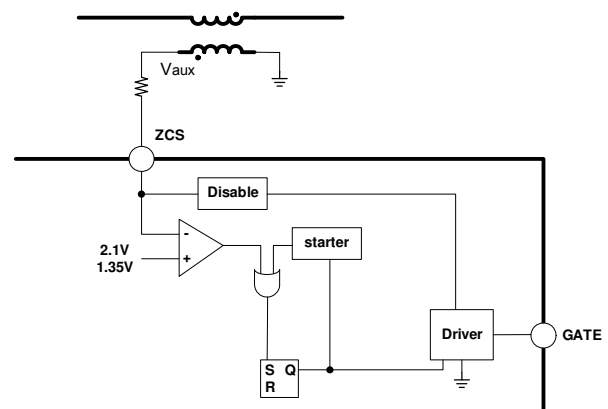 Vaux
ZCS
Disable
-
2.1V
1.35V
+
starter
S Q
R
Driver
GATE